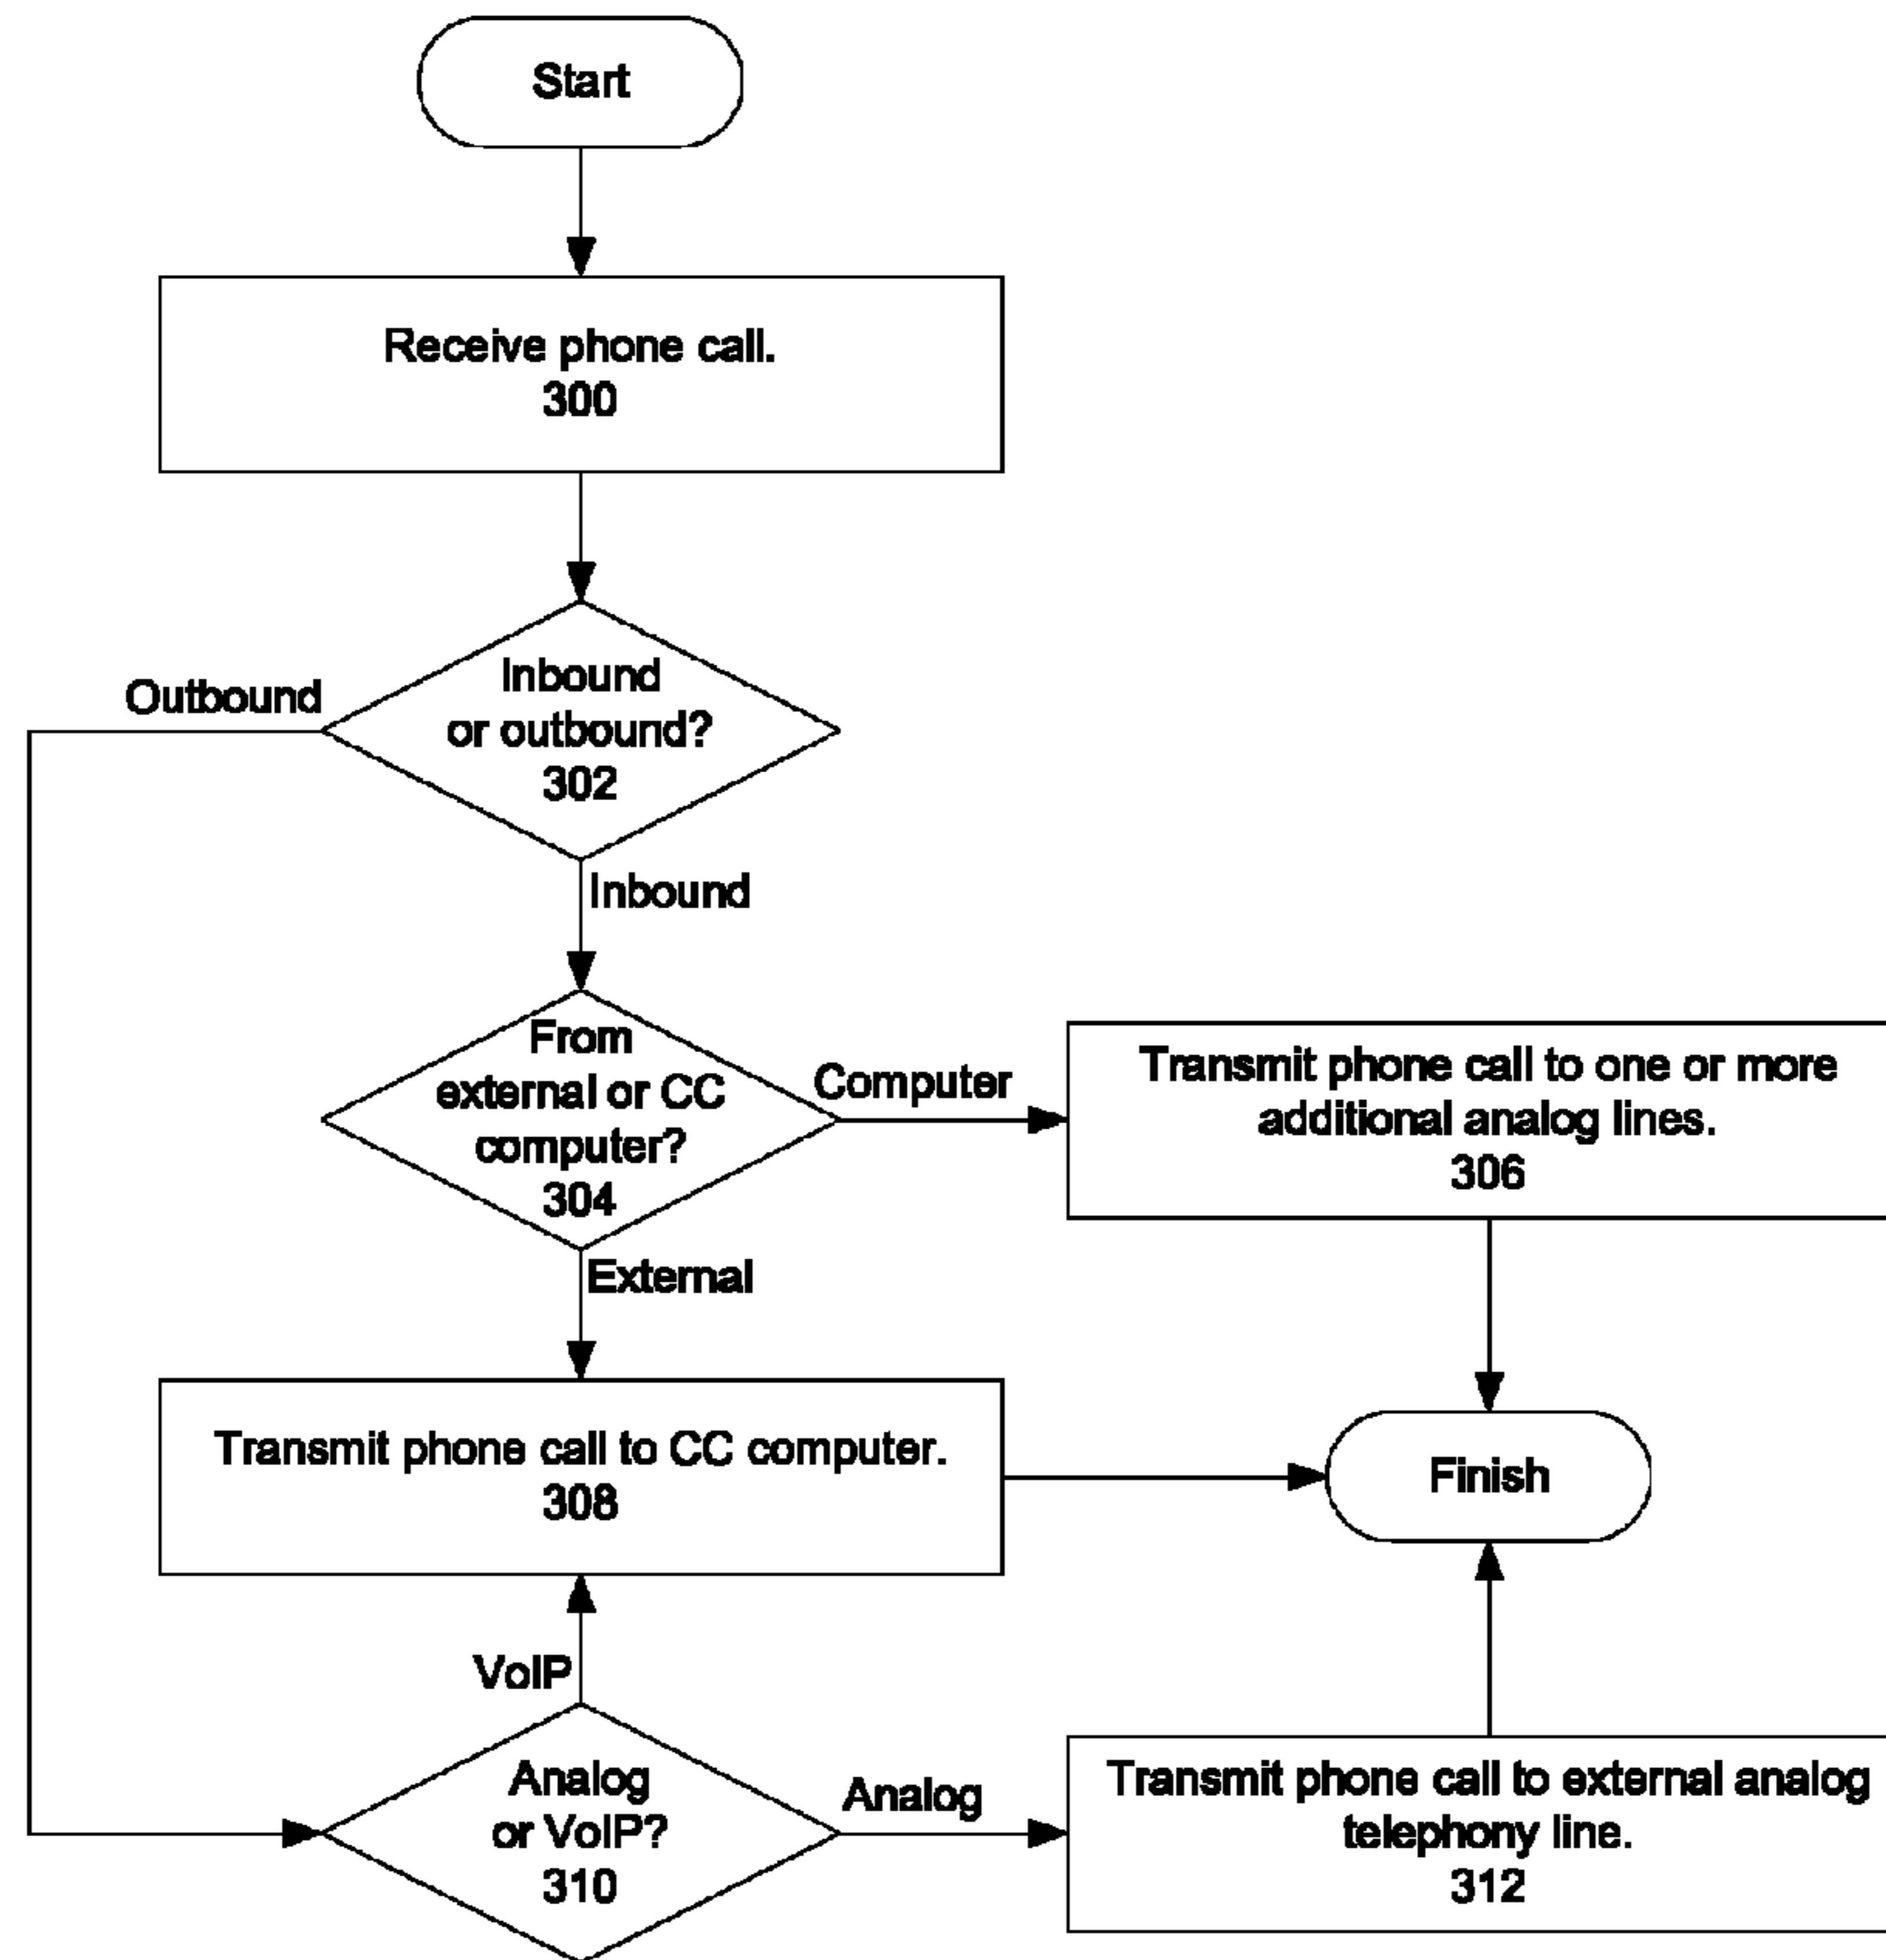 Start
Receive phone call.
300
Inbound
or outbound?
302
Outbound
Inbound
From
external or CC
computer?
304
Computer
Transmit phone call to one or more
additional analog lines.
306
External
Transmit phone call to CC computer.
308
Finish
VoIP
Analog
or VoIP?
310
Analog
Transmit phone call to external analog
telephony line.
312